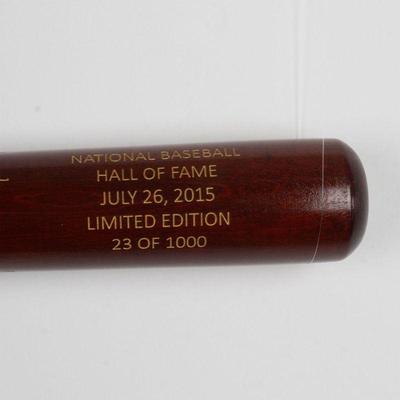 NATIONAL BASEBALL
HALL OF FAME
JULY 26, 2015
LIMITED EDITION
23 OF 1000